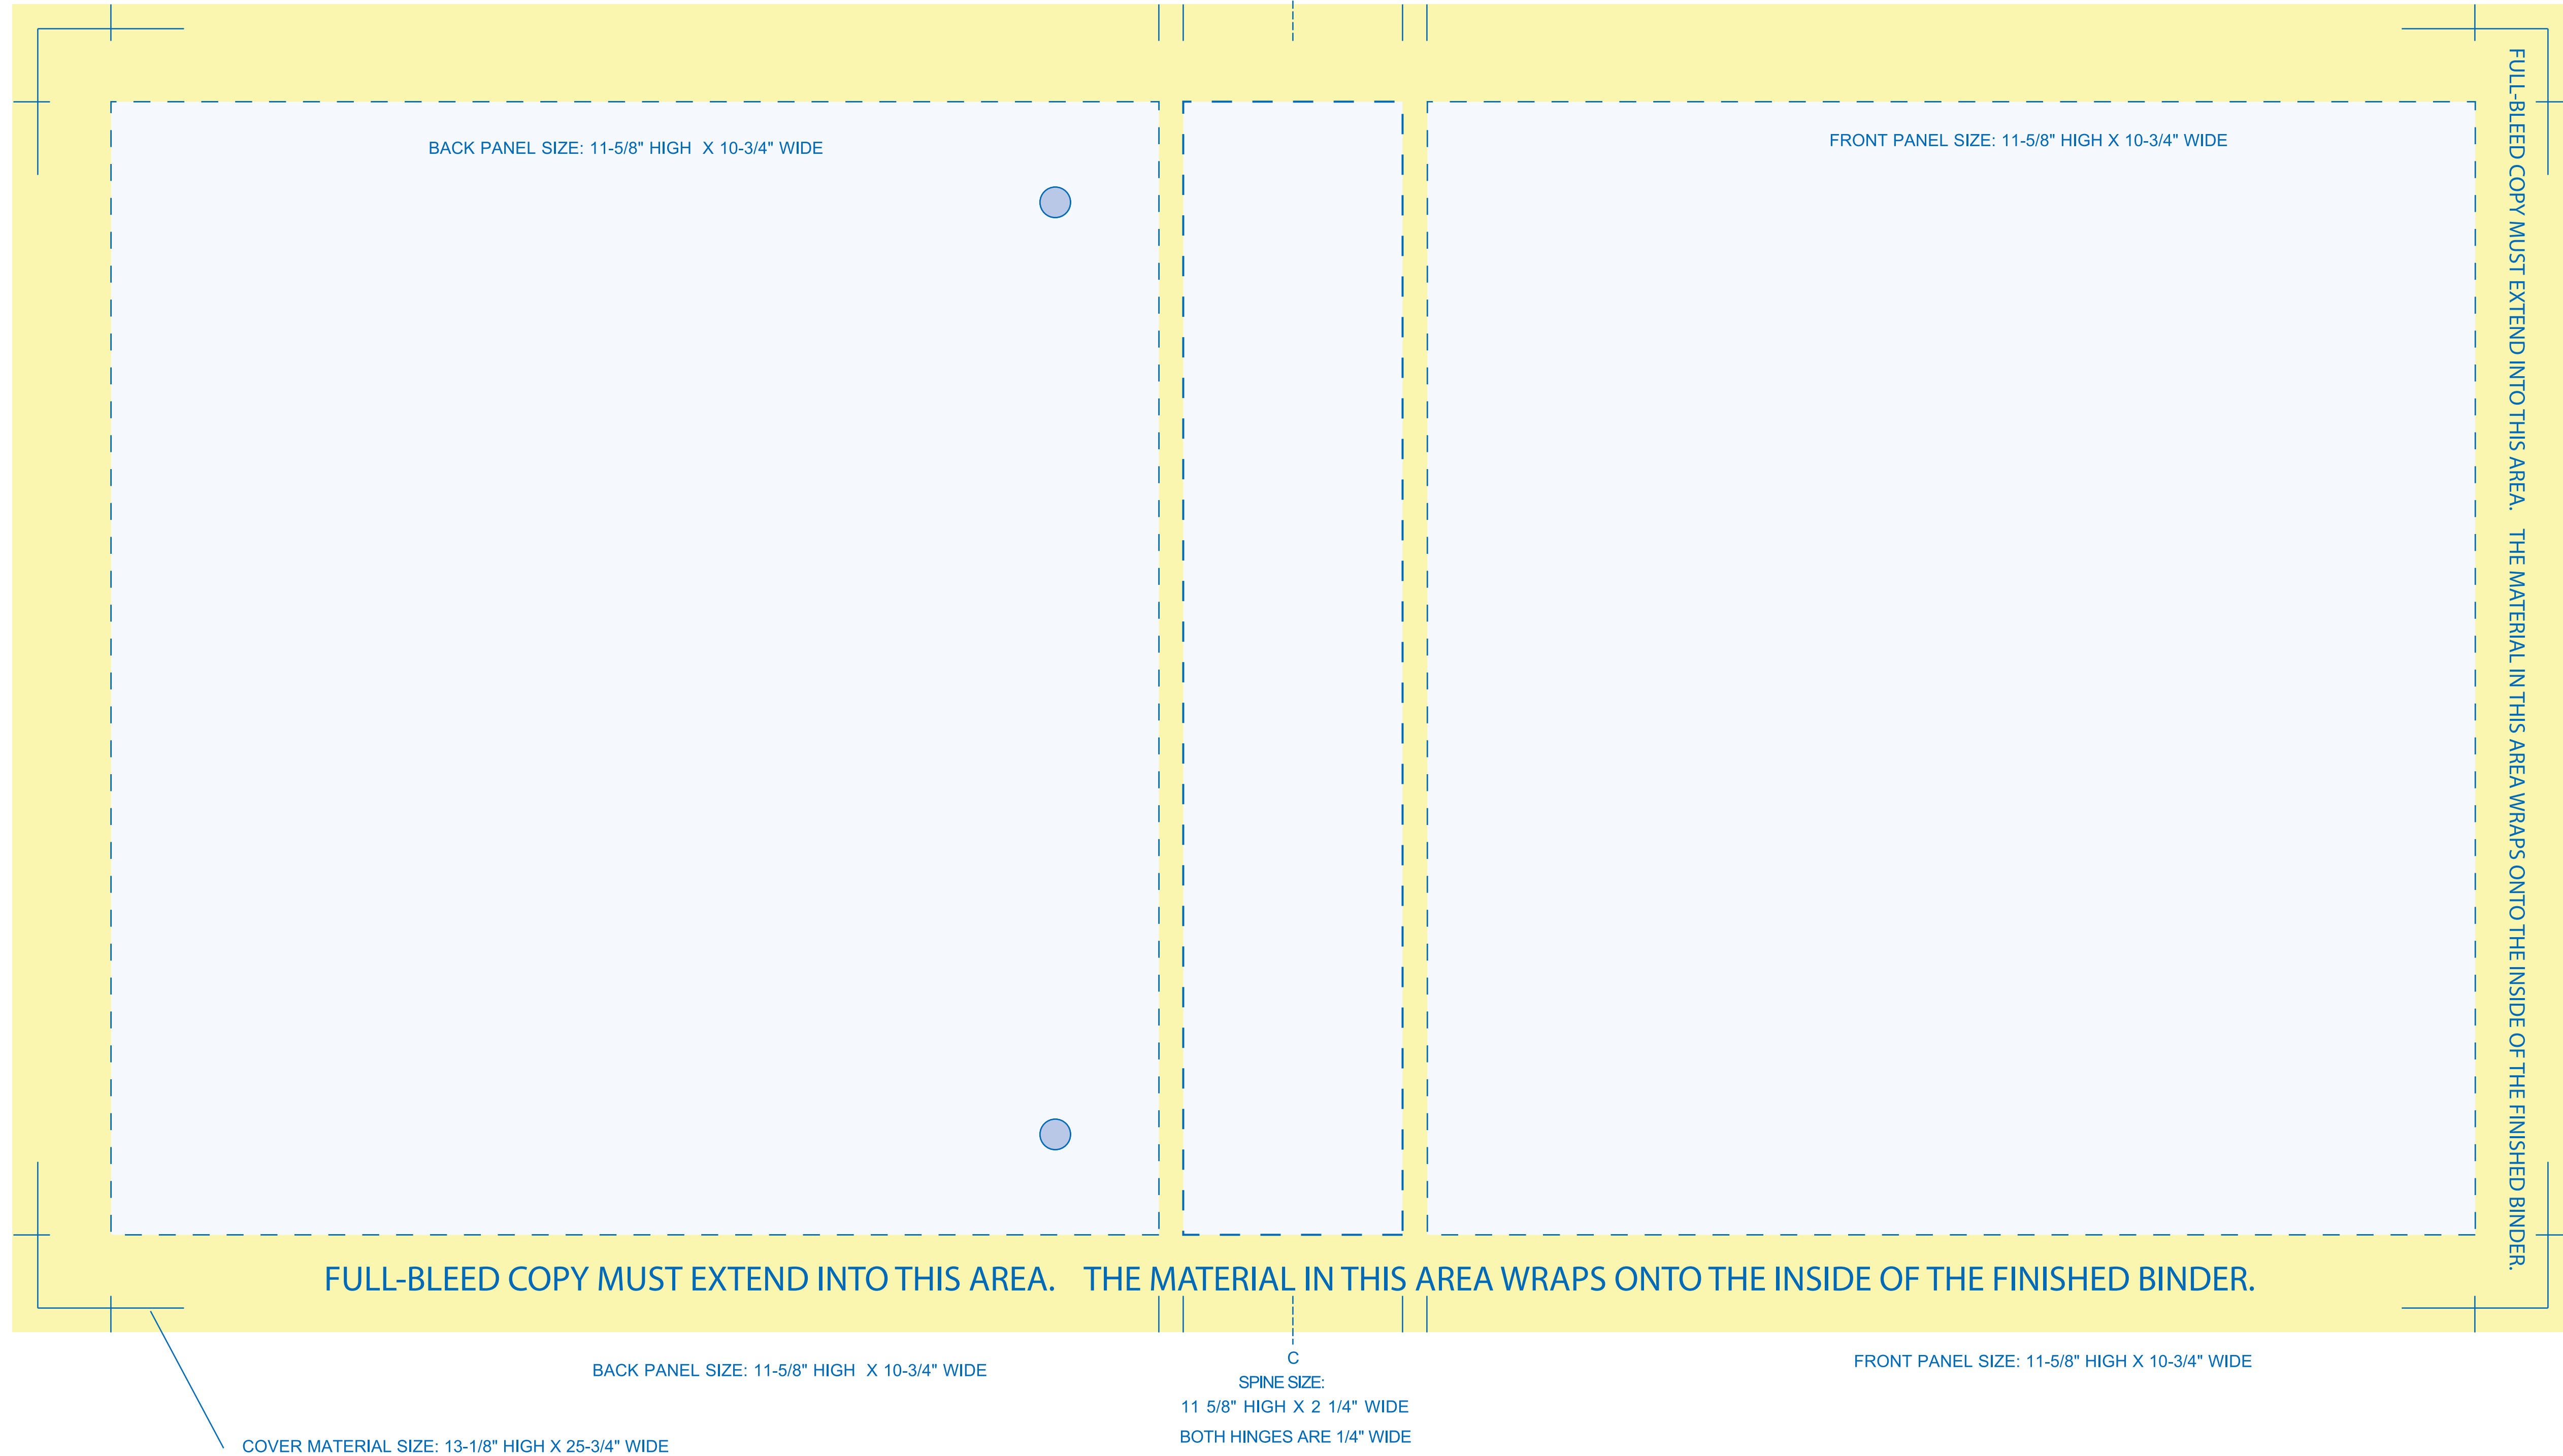 BACK PANEL SIZE: 11-5/8" HIGH  X 10-3/4" WIDE
FRONT PANEL SIZE: 11-5/8" HIGH X 10-3/4" WIDE
FULL-BLEED COPY MUST EXTEND INTO THIS AREA.    THE MATERIAL IN THIS AREA WRAPS ONTO THE INSIDE OF THE FINISHED BINDER.
FULL-BLEED COPY MUST EXTEND INTO THIS AREA.    THE MATERIAL IN THIS AREA WRAPS ONTO THE INSIDE OF THE FINISHED BINDER.
BACK PANEL SIZE: 11-5/8" HIGH  X 10-3/4" WIDE
C
SPINE SIZE:
11 5/8" HIGH X 2 1/4" WIDE
BOTH HINGES ARE 1/4" WIDE
FRONT PANEL SIZE: 11-5/8" HIGH X 10-3/4" WIDE
COVER MATERIAL SIZE: 13-1/8" HIGH X 25-3/4" WIDE